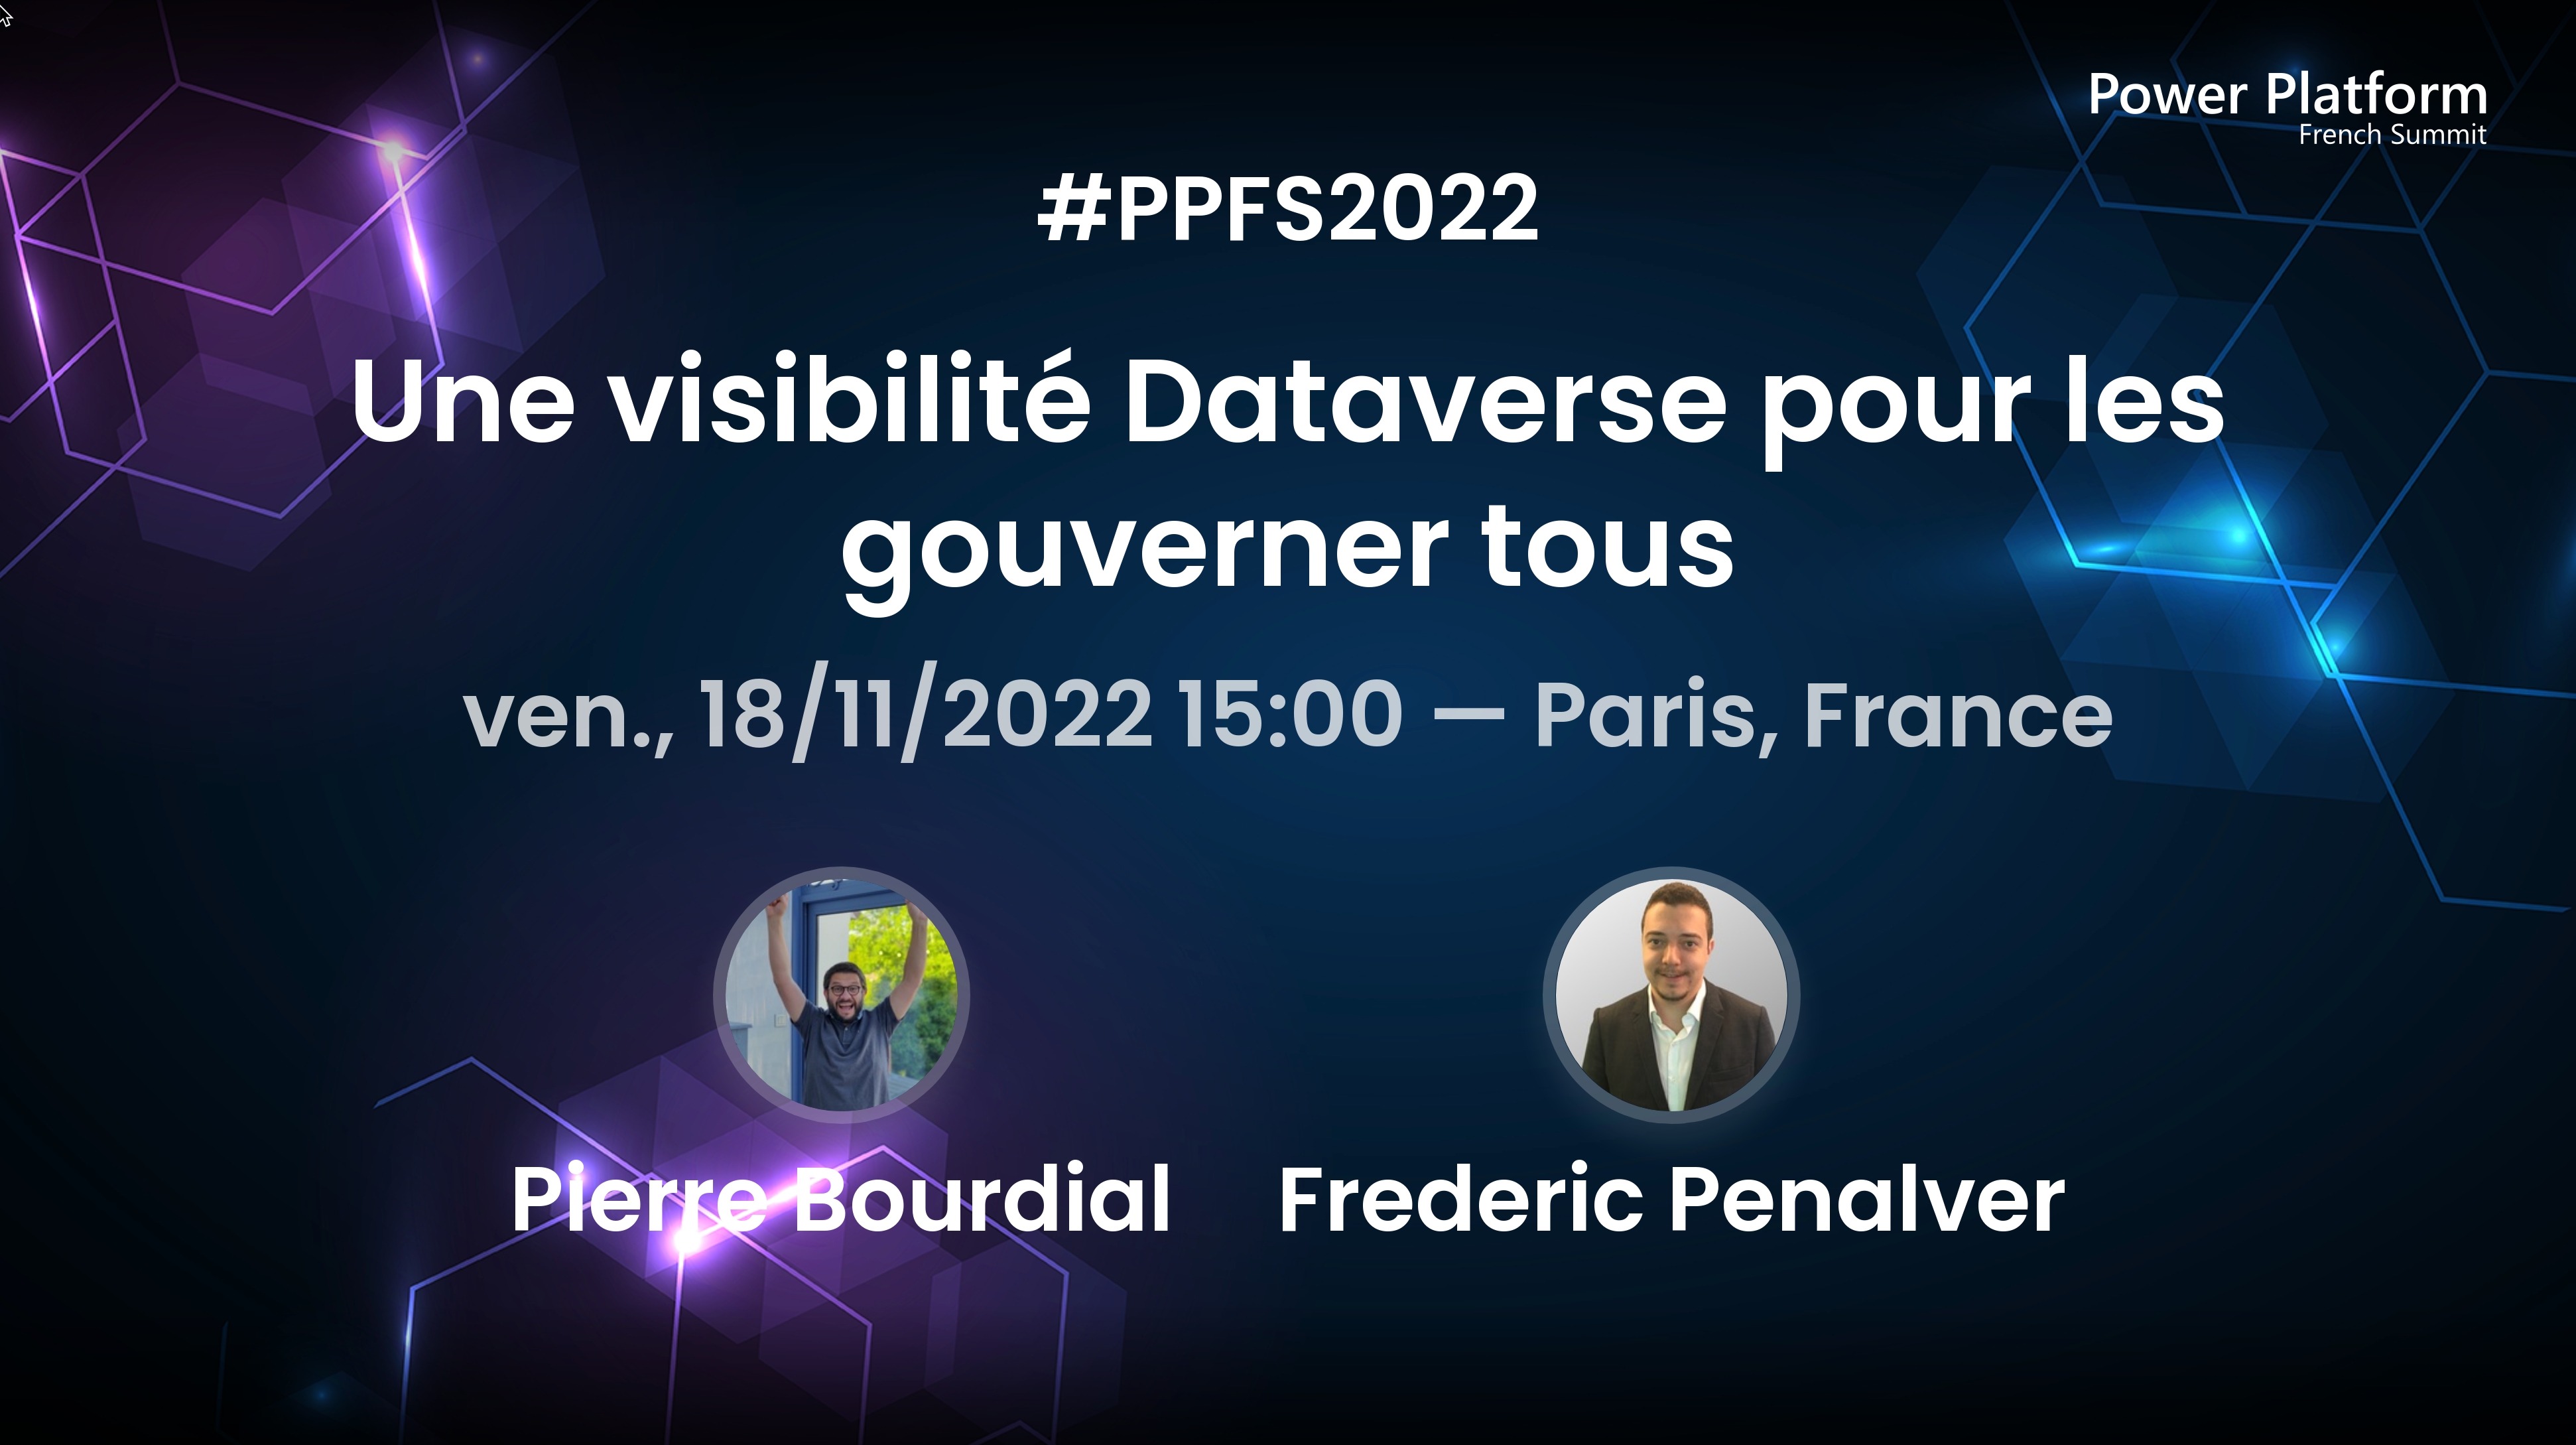 Power Platform
French Summit
#PPFS2022
Une visibilité Dataverse pour les
gouverner tous
ven., 18/11/2022 15:00 — Paris, France
Pierre Bourdial
Frederic Penalver